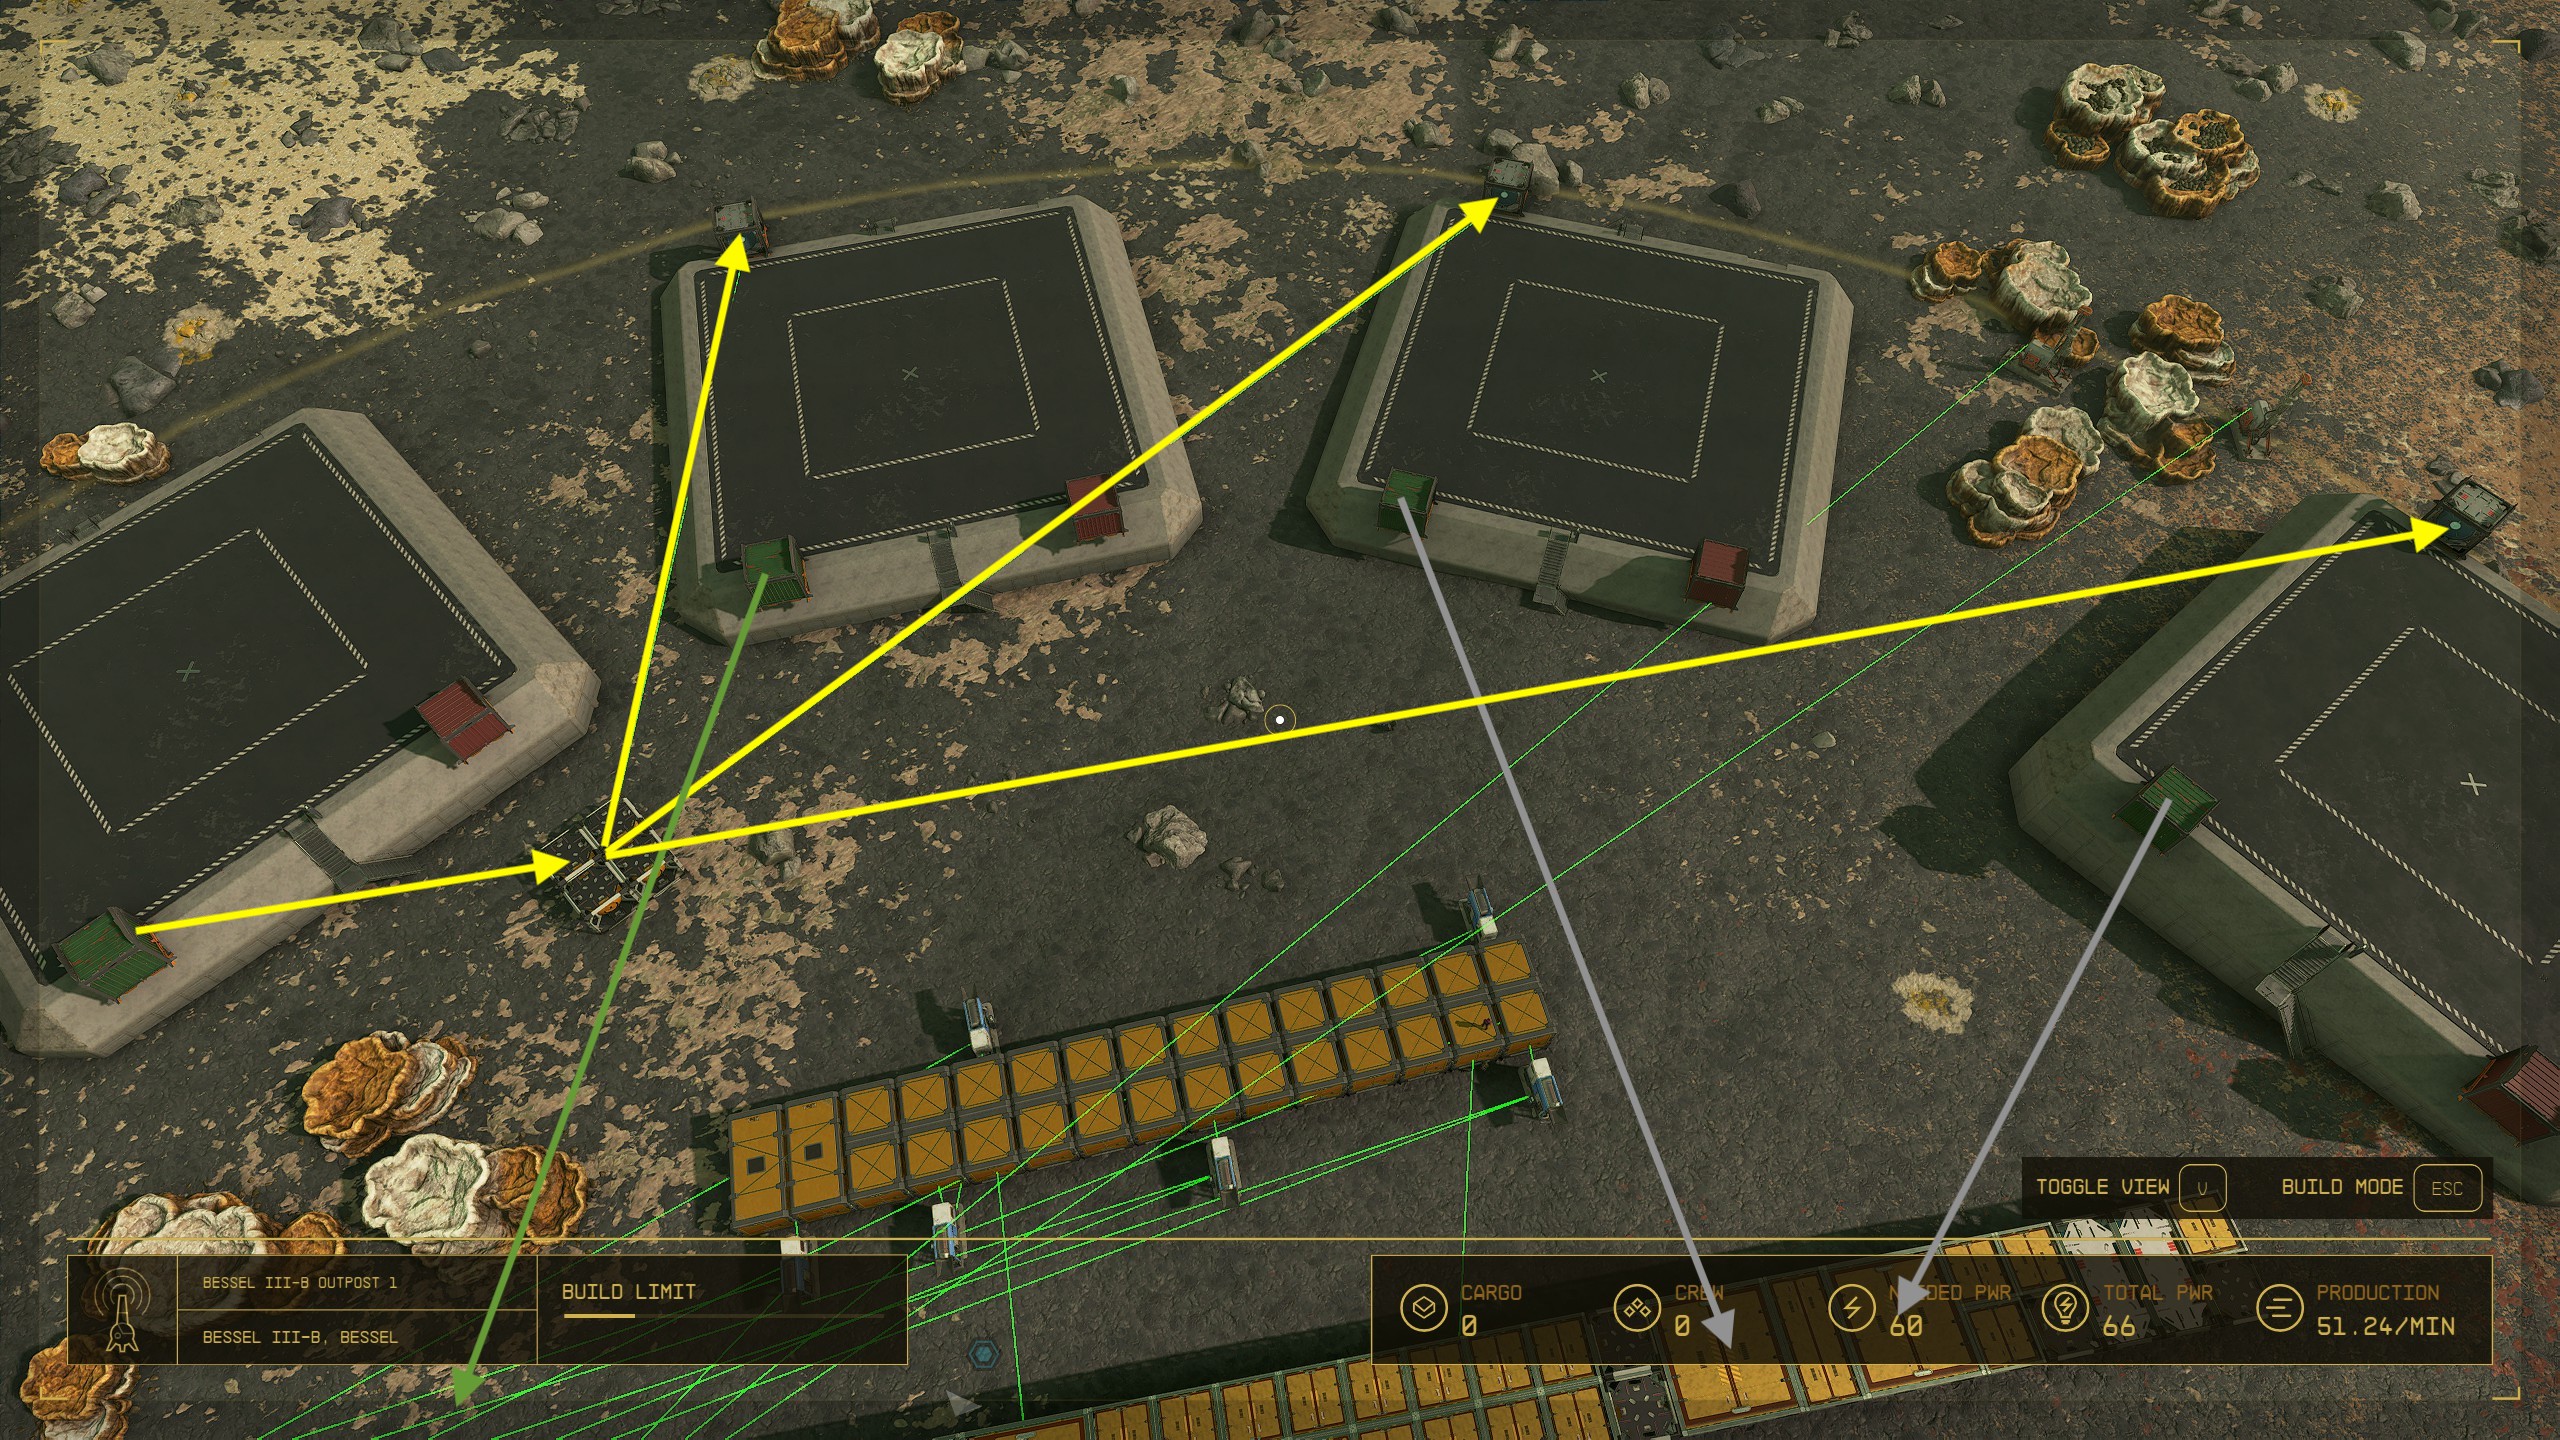 TOGGLE VIEW V BUILD MODE ESC
BESSEL III-B OUTPOST 1
BESSEL III-B, BESSEL
BUILD LIMIT
CARGO
0
CREW
0
NEEDED PWR
60
TOTAL PWR
66
PRODUCTION
51.24/MIN